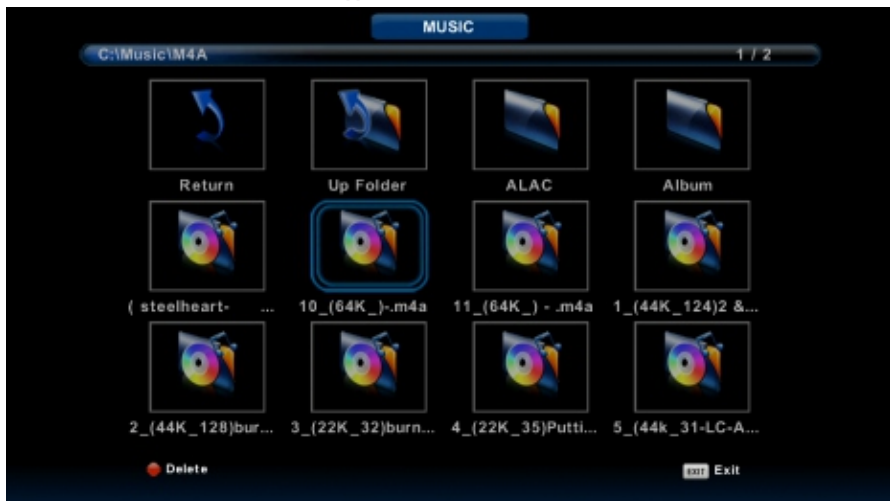 MUSIC
C:\Music\M4A 1 / 2
Return Up Folder ALAC Album
( steelheart- ... 10_(64K_)-.m4a 11_(64K_) - .m4a 1_(44K_124)2 &...
2_(44K_128)bur... 3_(22K_32)burn... 4_(22K_35)Putti... 5_(44k_31-LC-A...
Delete EXIT Exit